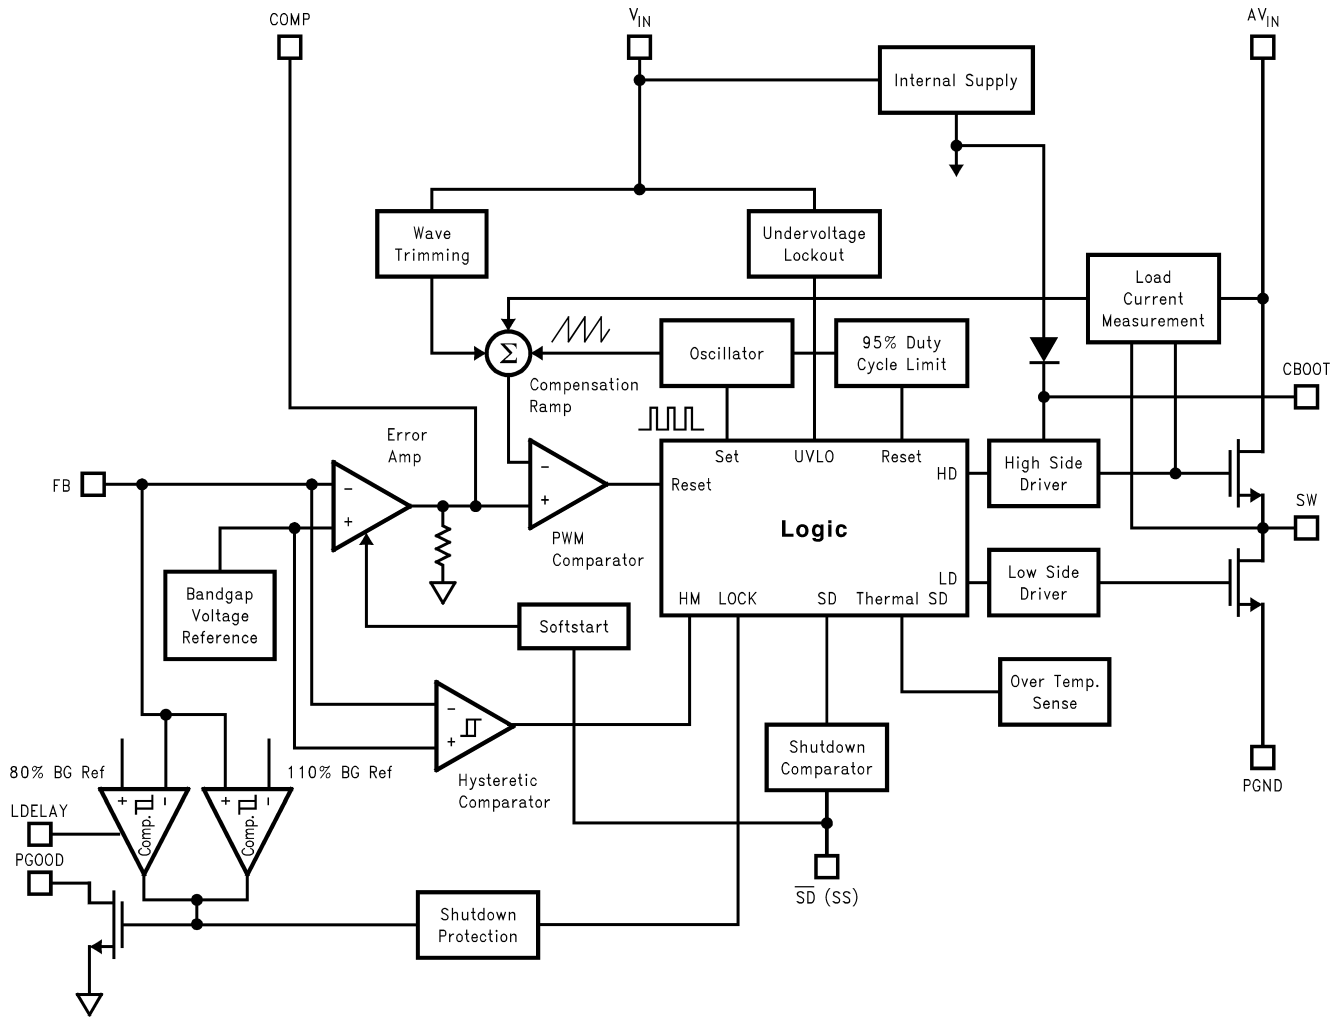 COMP
VIN
AVIN
Internal Supply
Wave
Trimming
Undervoltage
Lockout
Load
Current
Measurement
Σ
Oscillator
95% Duty
Cycle Limit
CBOOT
Compensation
Ramp
Error
Amp
FB
−
+
−
+
PWM
Comparator
Set
UVLO
Reset
Reset
HD
Logic
LD
HM
LOCK
SD
Thermal SD
High Side
Driver
SW
Low Side
Driver
Bandgap
Voltage
Reference
Softstart
Over Temp.
Sense
−
+
Hysteretic
Comparator
Shutdown
Comparator
PGND
80% BG Ref
110% BG Ref
+
−
Comp.
+
−
Comp.
LDELAY
PGOOD
SD (SS)
Shutdown
Protection